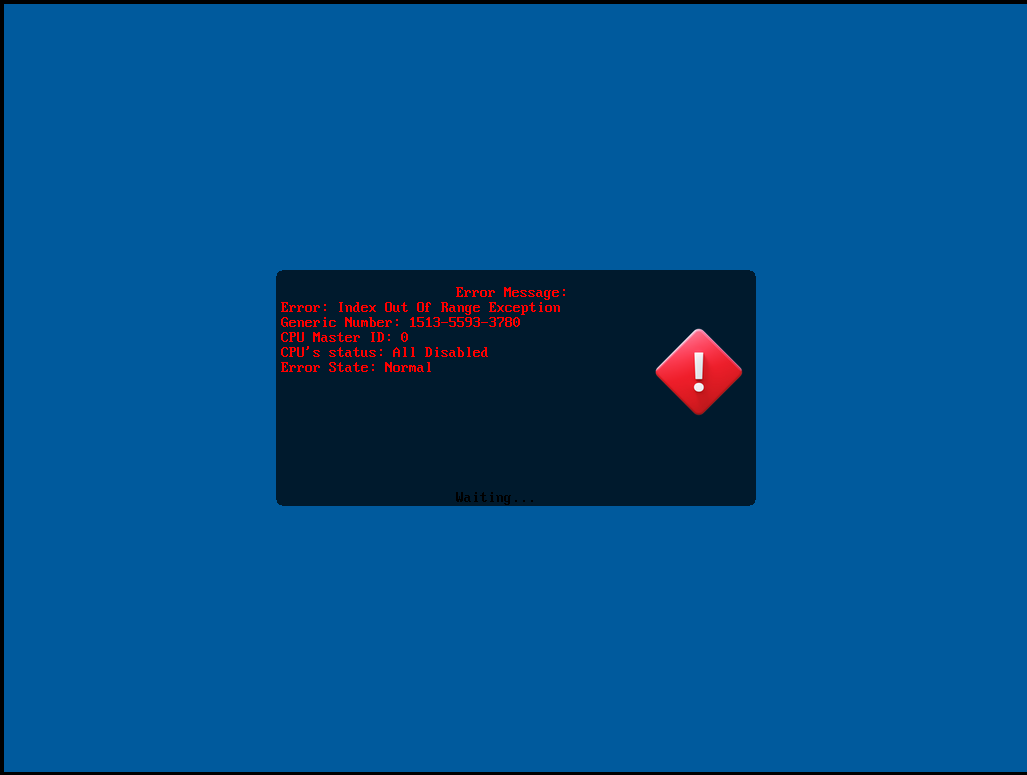 Error Message:
Error: Index Out Of Range Exception
Generic Number: 1513-5593-3780
CPU Master ID: 0
CPU's status: All Disabled
Error State: Normal
!
Waiting...